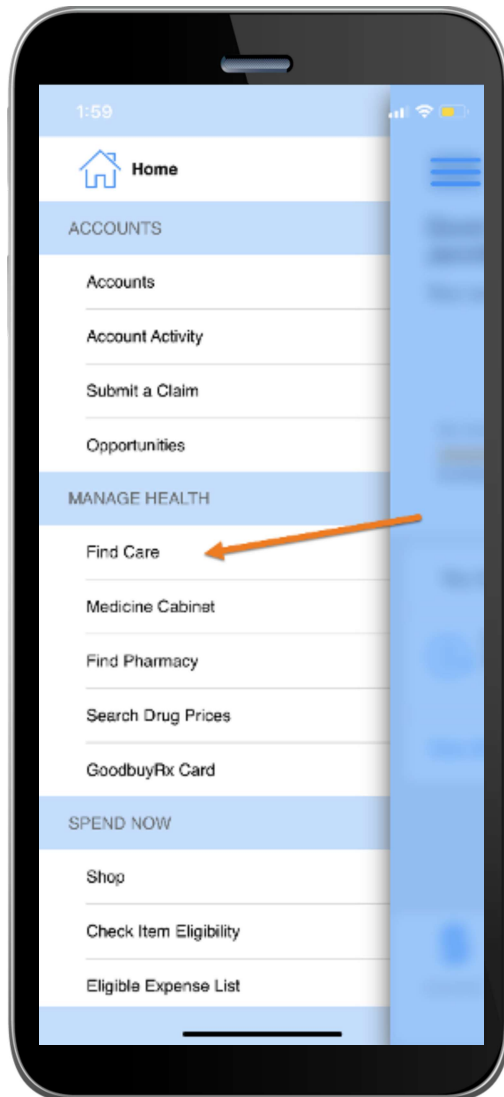 1:59
Home
ACCOUNTS
Accounts
Account Activity
Submit a Claim
Opportunities
MANAGE HEALTH
Find Care
Medicine Cabinet
Find Pharmacy
Search Drug Prices
GoodbuyRx Card
SPEND NOW
Shop
Check Item Eligibility
Eligible Expense List